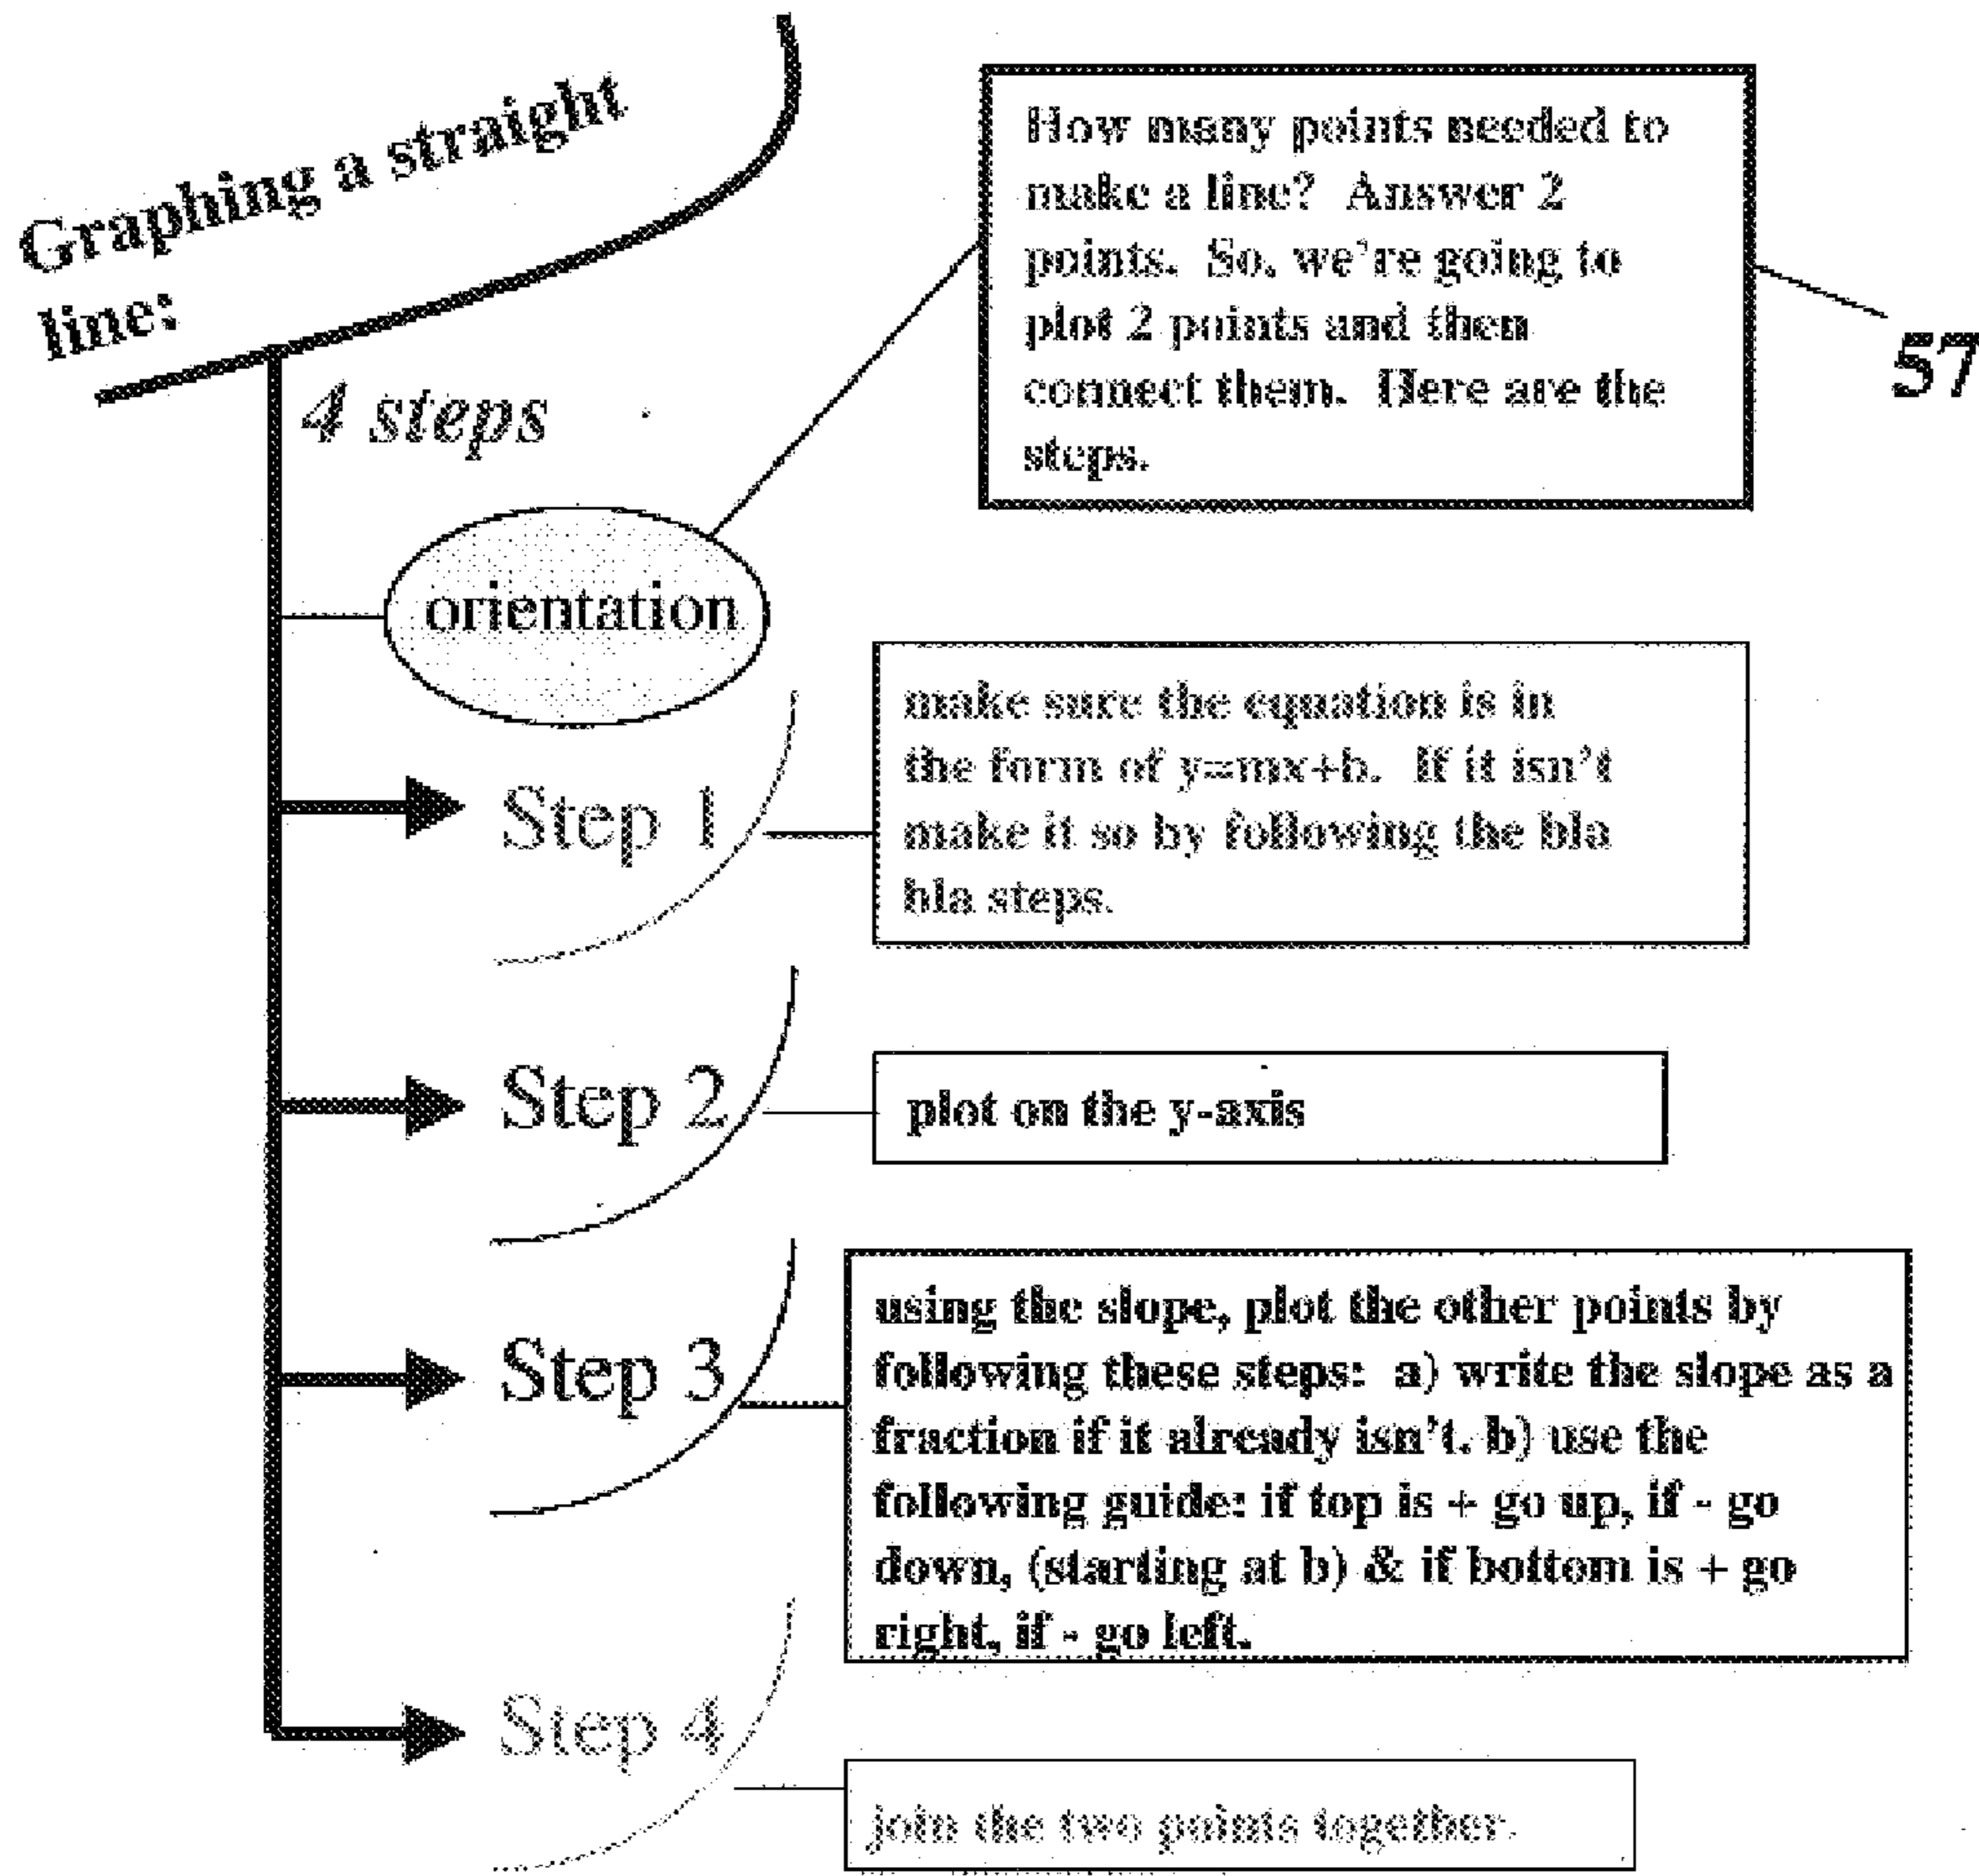 Graphing a straight
line:
4 steps
How many points needed to
make a line? Answer 2
points. So, we're going to
plot 2 points and then
connect them. Here are the
steps.
57
orientation
Step 1
make sure the equation is in
the form of y=mx+b. If it isn't
make it so by following the bla
bla steps.
Step 2
plot on the y-axis
Step 3
using the slope, plot the other points by
following these steps: a) write the slope as a
fraction if it already isn't. b) use the
following guide: if top is + go up, if - go
down, (starting at b) & if bottom is + go
right, if - go left.
Step 4
join the two points together.